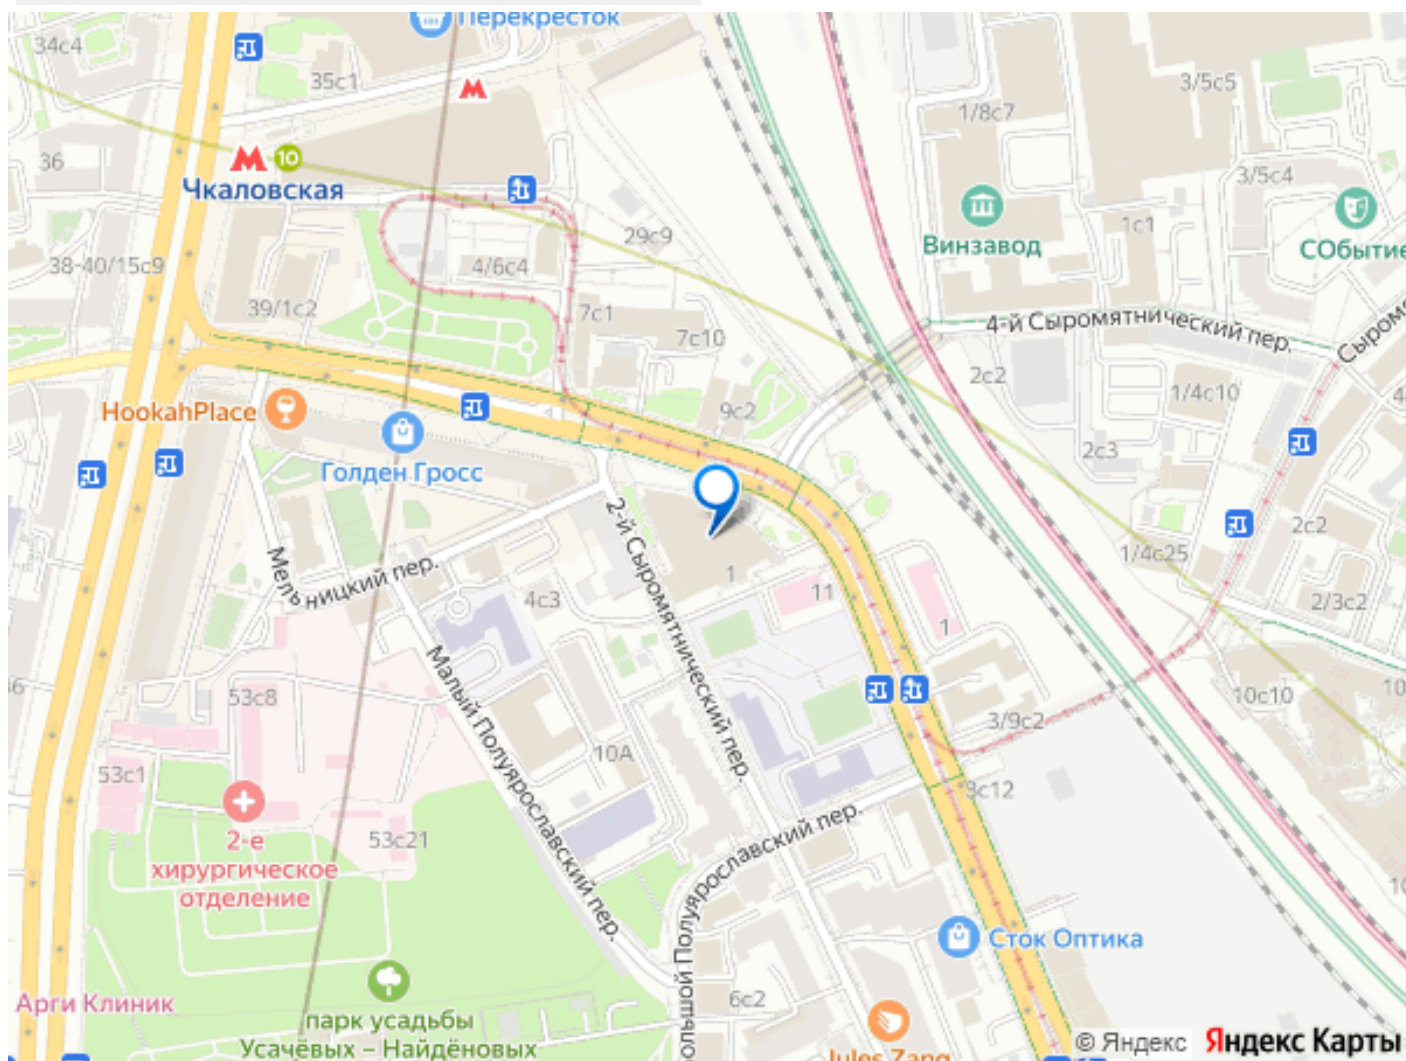 Перекресток
34с4
35с1
3/5с5
1/8с7
36
10
Чкаловская
3/5с4
1с1
29с9
Винзавод
СОбытие
38-40/15с9
4/6с4
39/1с2
7с1
7с10
4-й Сыромятнический пер.
2с2
1/4с10
HookahPlace
9с2
2с3
Голден Гросс
2-й Сыромятнический пер.
2с2
1/4с25
Мельницкий пер.
1
4с3
11
1
2/3с2
Малый Полуярославский пер.
53с8
10с10
10
3/9с2
10А
53с1
3с12
2-е
хирургическое
отделение
53с21
Большой Полуярославский пер.
Сток Оптика
Арги Клиник
6с2
парк усадьбы
Усачёвых – Найдёновых
Jules Zang
© Яндекс
Яндекс Карты